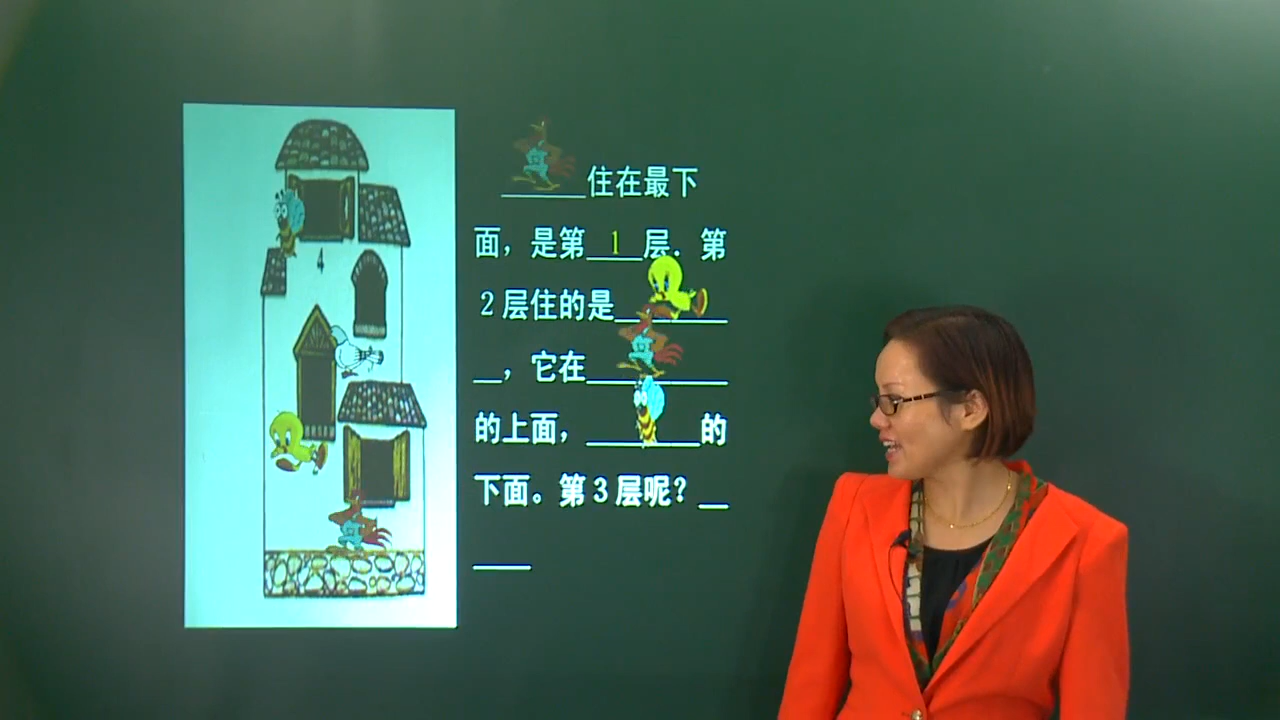 住在最下
面，是第 1 层．第
2层住的是
，它在
的上面，的
下面。第3层呢？
4